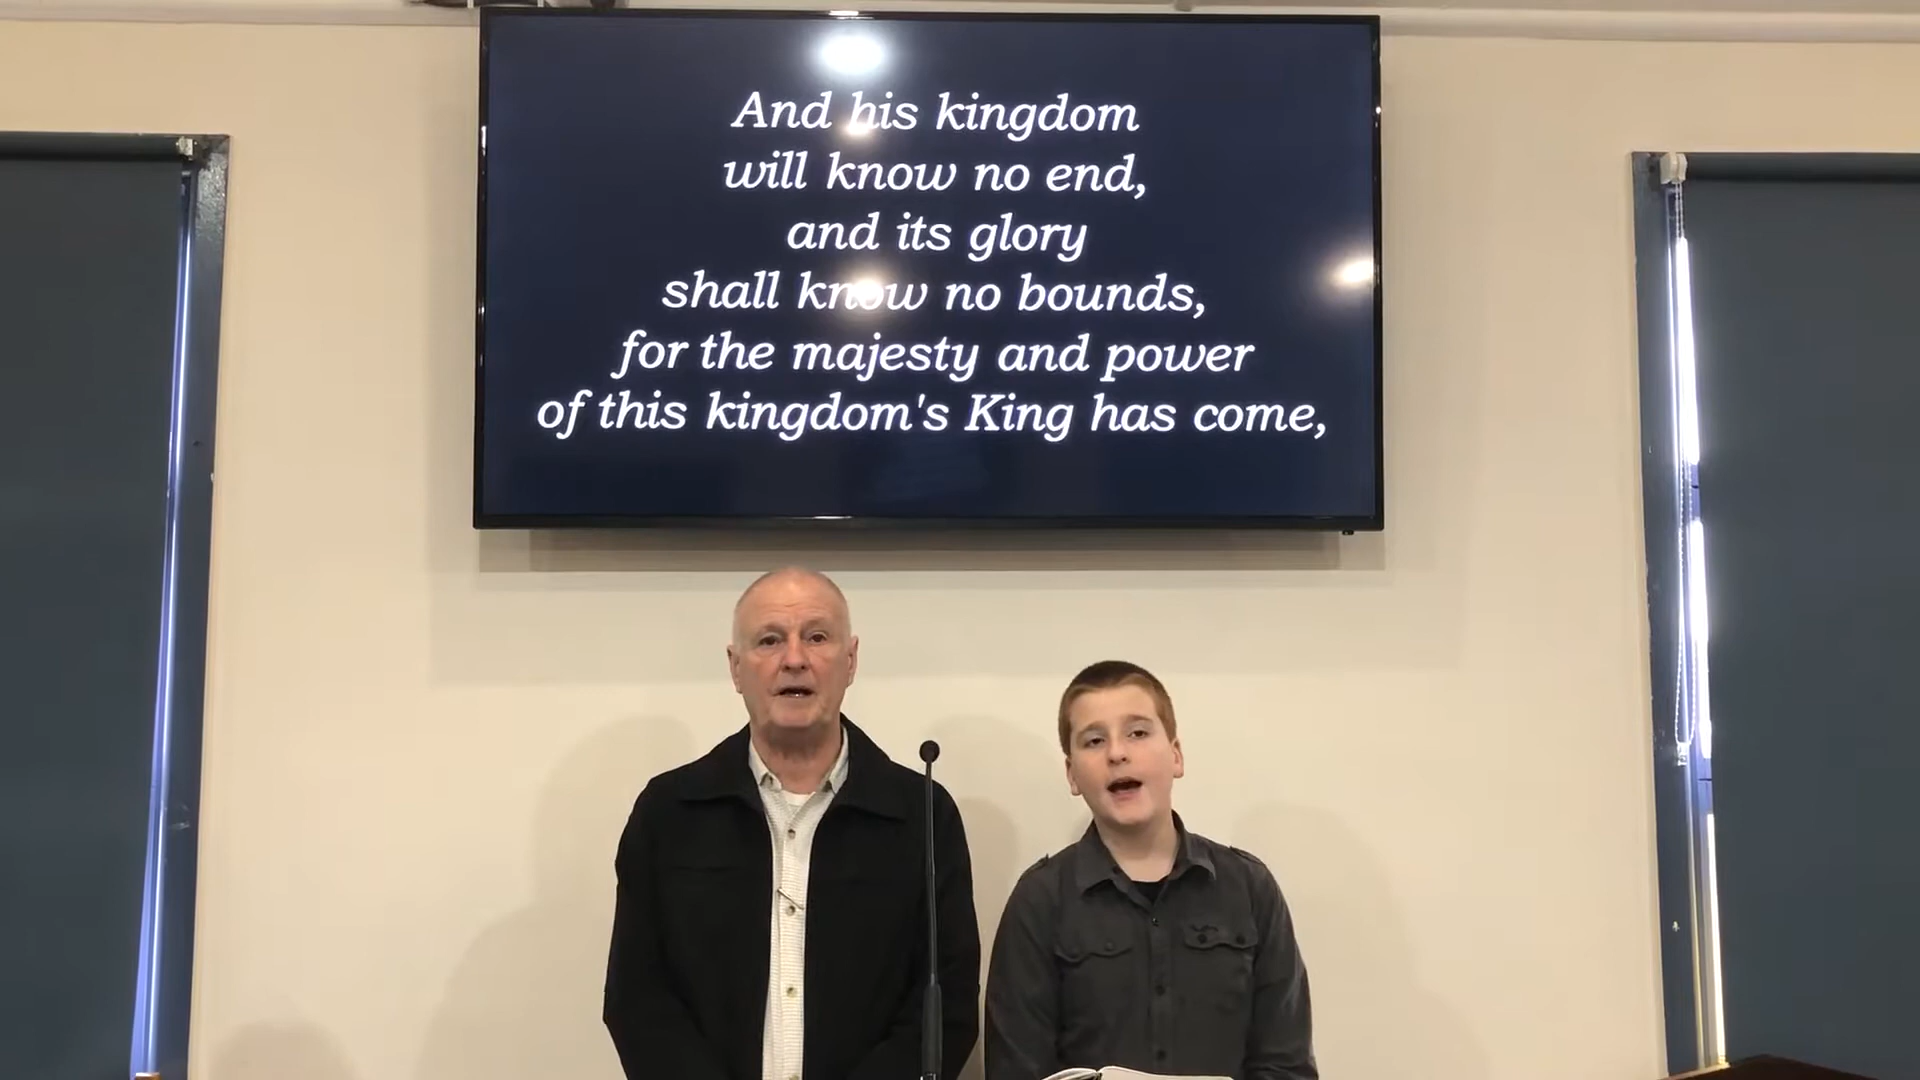 And his kingdom
will know no end,
and its glory
shall know no bounds,
for the majesty and power
of this kingdom's King has come,